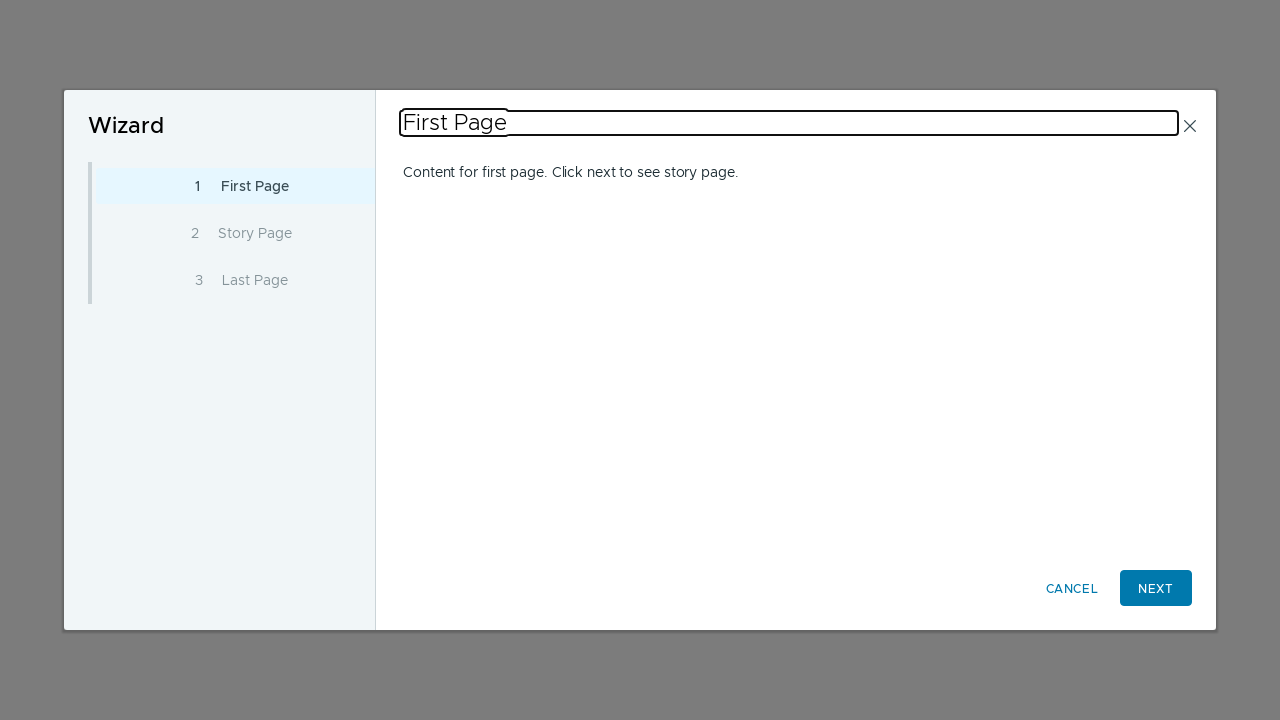 Wizard
1 First Page
2 Story Page
3 Last Page
First Page
Content for first page. Click next to see story page.
CANCEL
NEXT